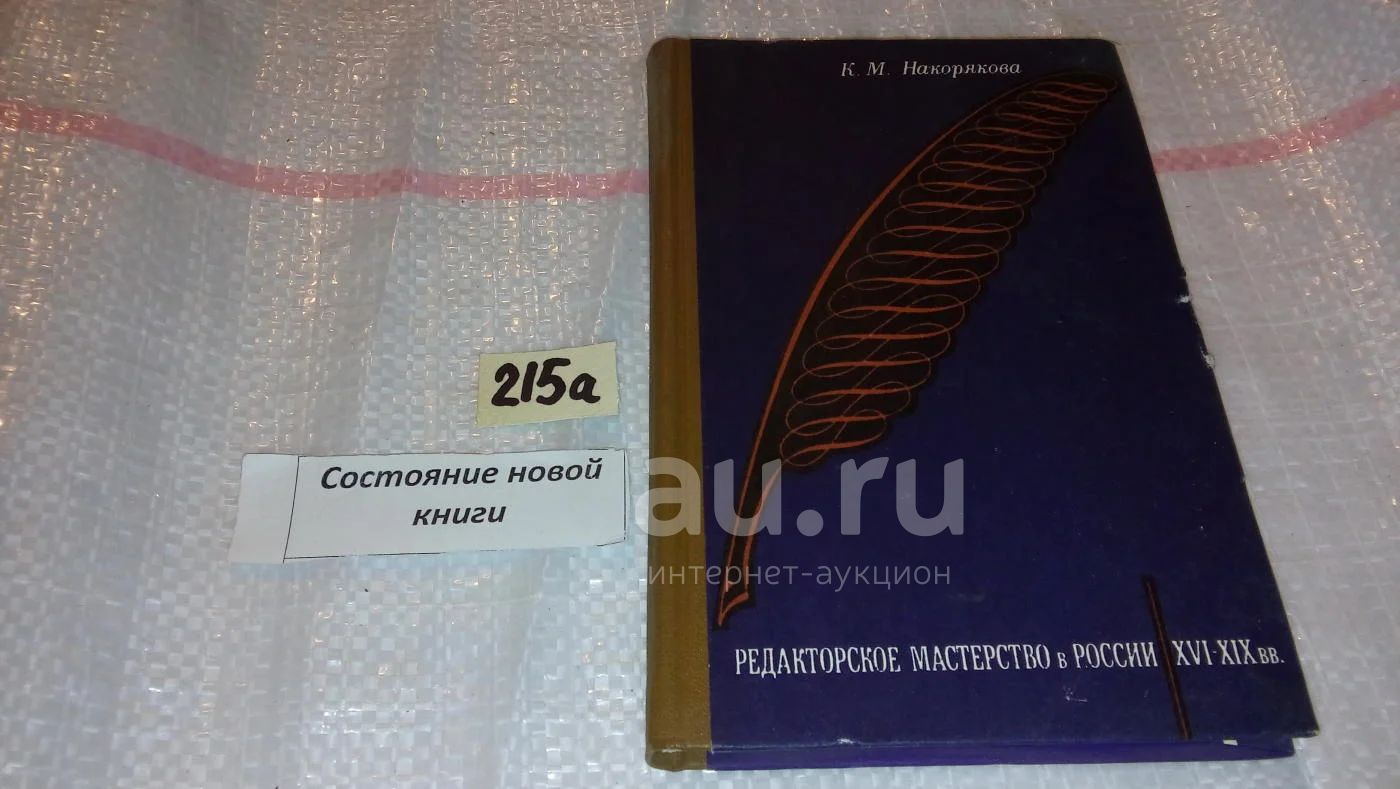 К. М. Накорякова
215а
Состояние новой
книги
au.ru
интернет-аукцион
РЕДАКТОРСКОЕ МАСТЕРСТВО в РОССИИ XVI-XIX вв.